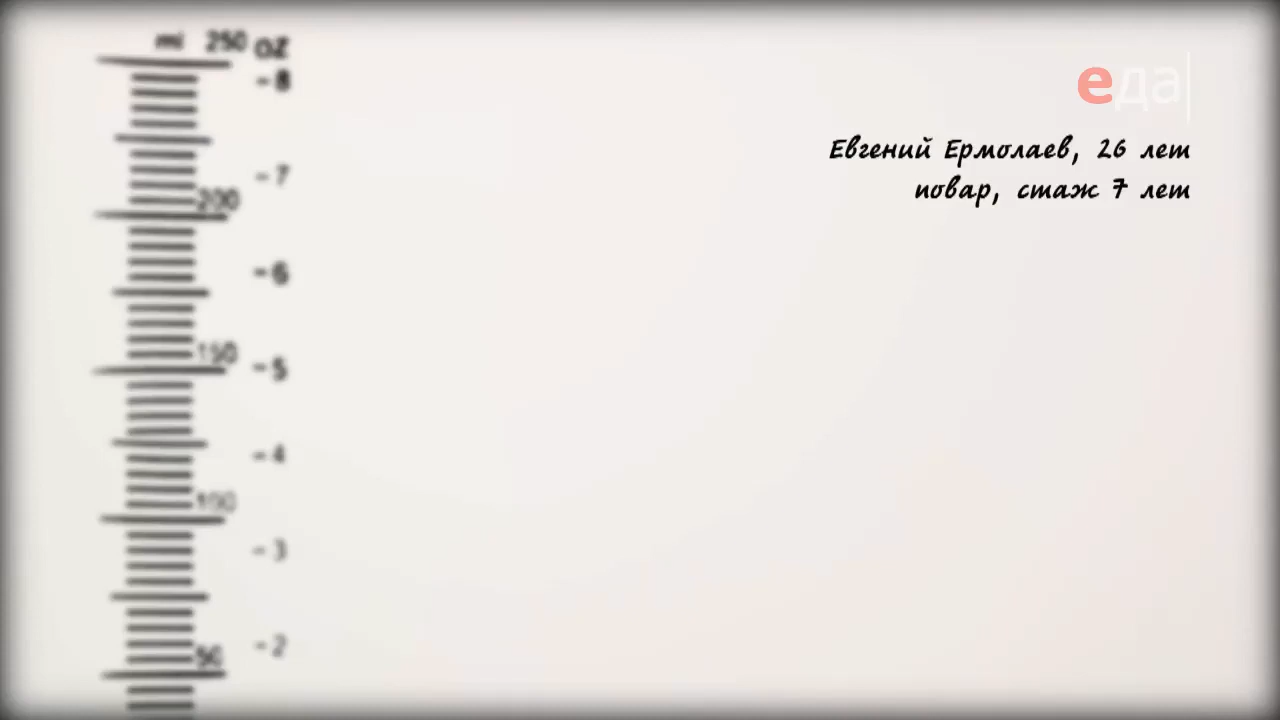 ml 250 oz
-8
-7
200
-6
150
-5
-4
100
-3
-2
50
еда
Евгений Ермолаев, 26 лет
повар, стаж 7 лет